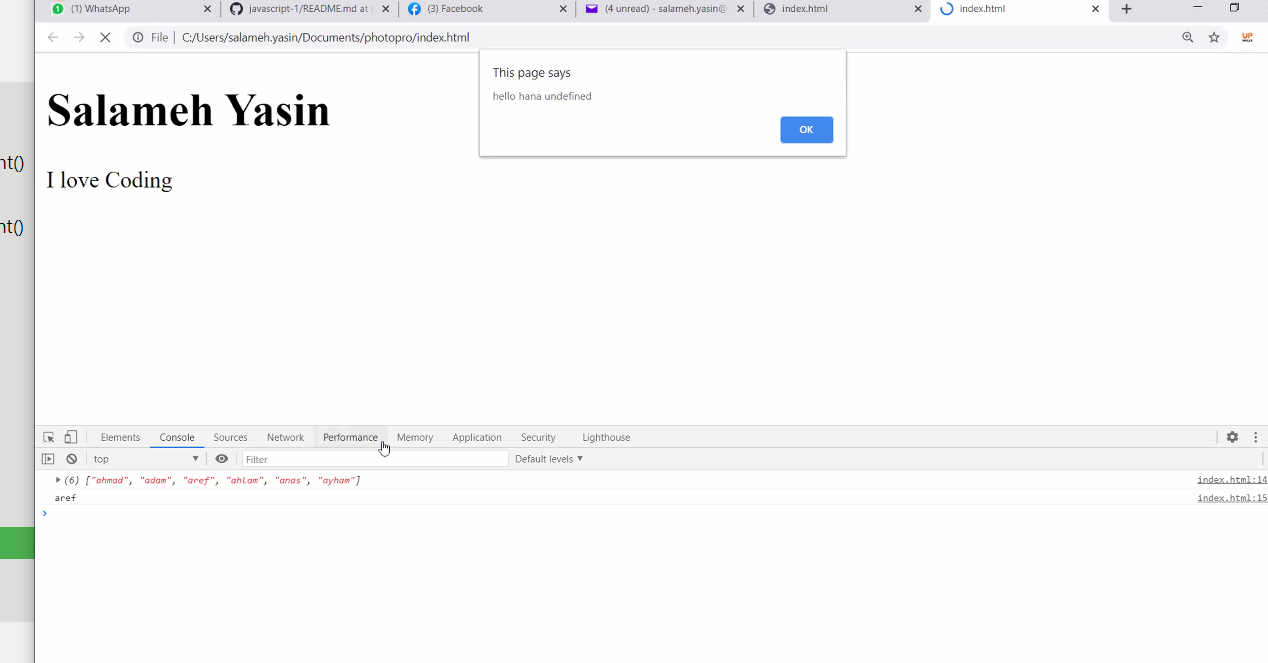 (1) WhatsApp
javascript-1/README.md at
(3) Facebook
(4 unread) - salameh.yasin@
index.html
index.html
File | C:/Users/salameh.yasin/Documents/photopro/index.html
UP
This page says
hello hana undefined
OK
Salameh Yasin
I love Coding
nt()
nt()
Elements Console Sources Network Performance Memory Application Security Lighthouse
top Filter Default levels
(6) ["ahmad", "adam", "aref", "ahlam", "anas", "ayham"] index.html:14
aref index.html:15